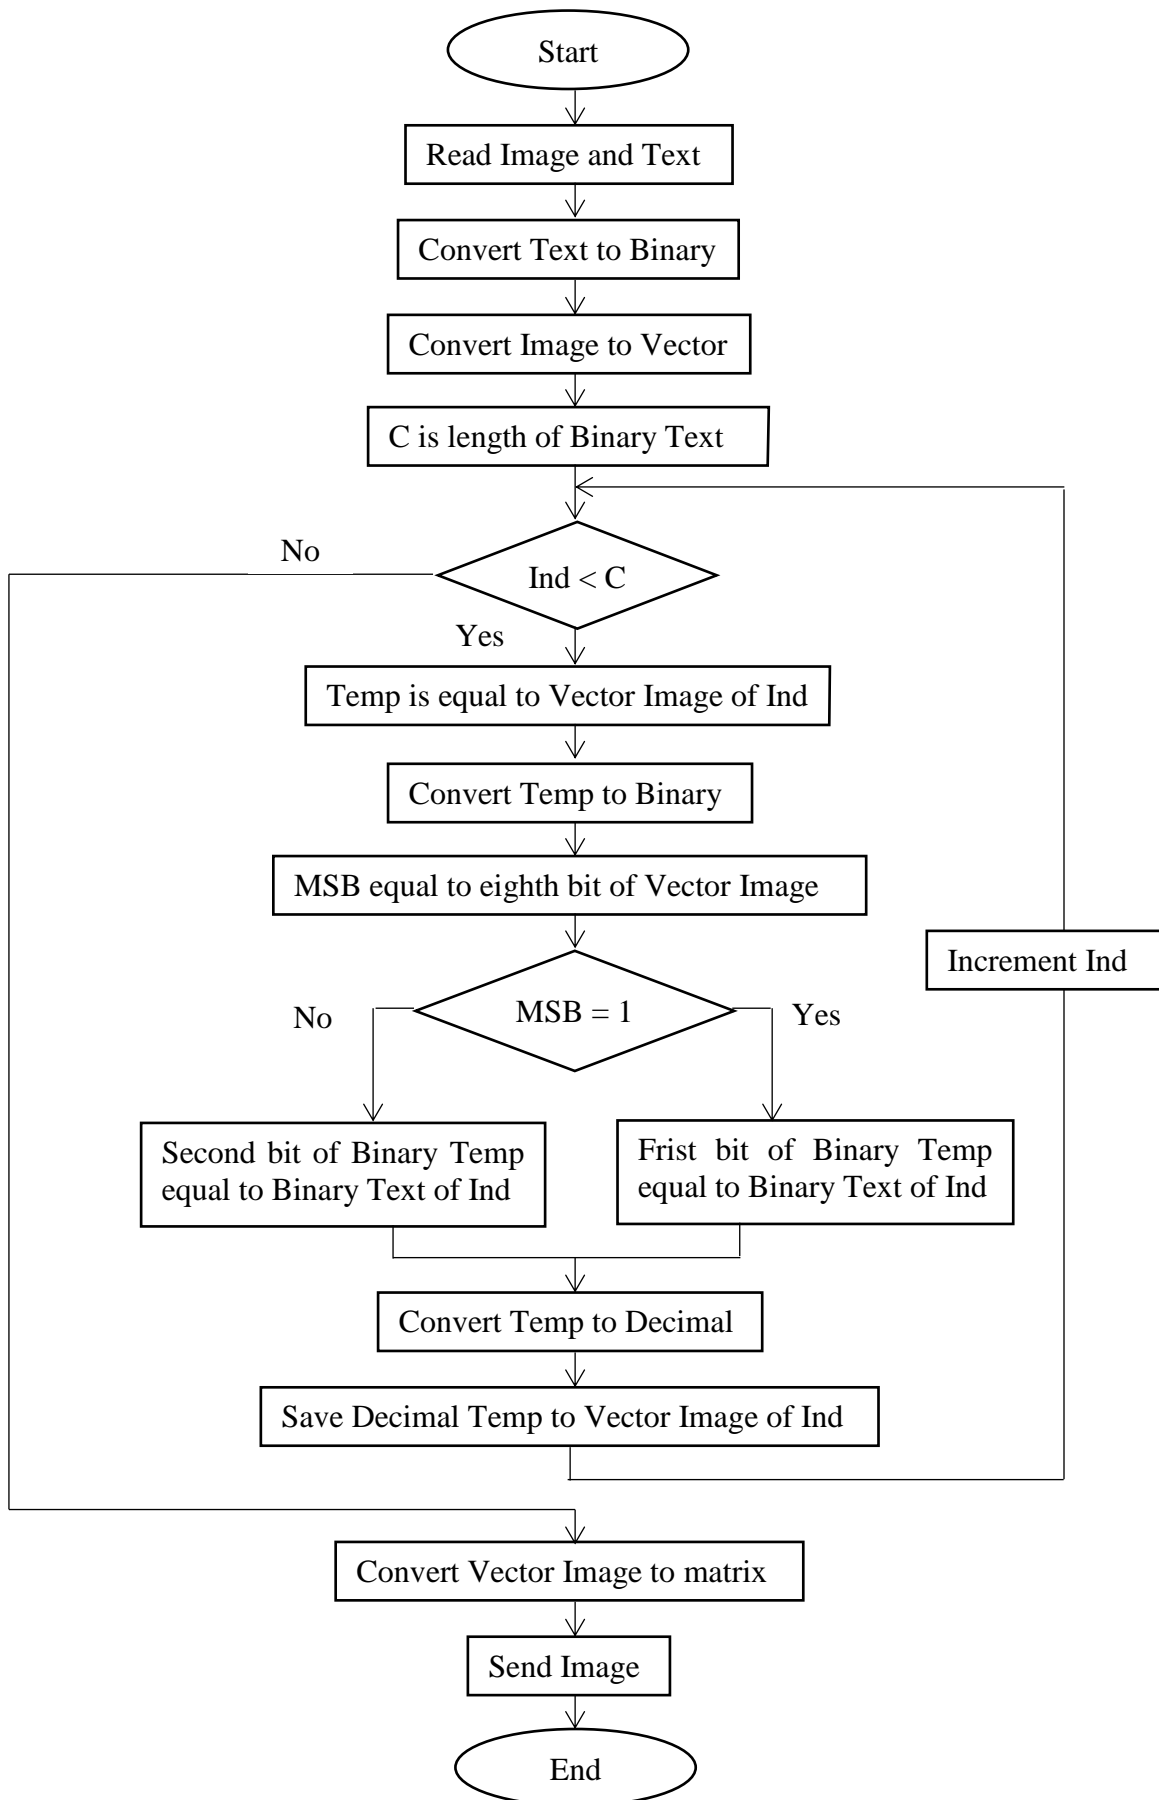 Start
Read Image and Text
Convert Text to Binary
Convert Image to Vector
C is length of Binary Text
No
Ind < C
Yes
Temp is equal to Vector Image of Ind
Convert Temp to Binary
MSB equal to eighth bit of Vector Image
Increment Ind
No
MSB = 1
Yes
Second bit of Binary Temp
equal to Binary Text of Ind
Frist bit of Binary Temp
equal to Binary Text of Ind
Convert Temp to Decimal
Save Decimal Temp to Vector Image of Ind
Convert Vector Image to matrix
Send Image
End